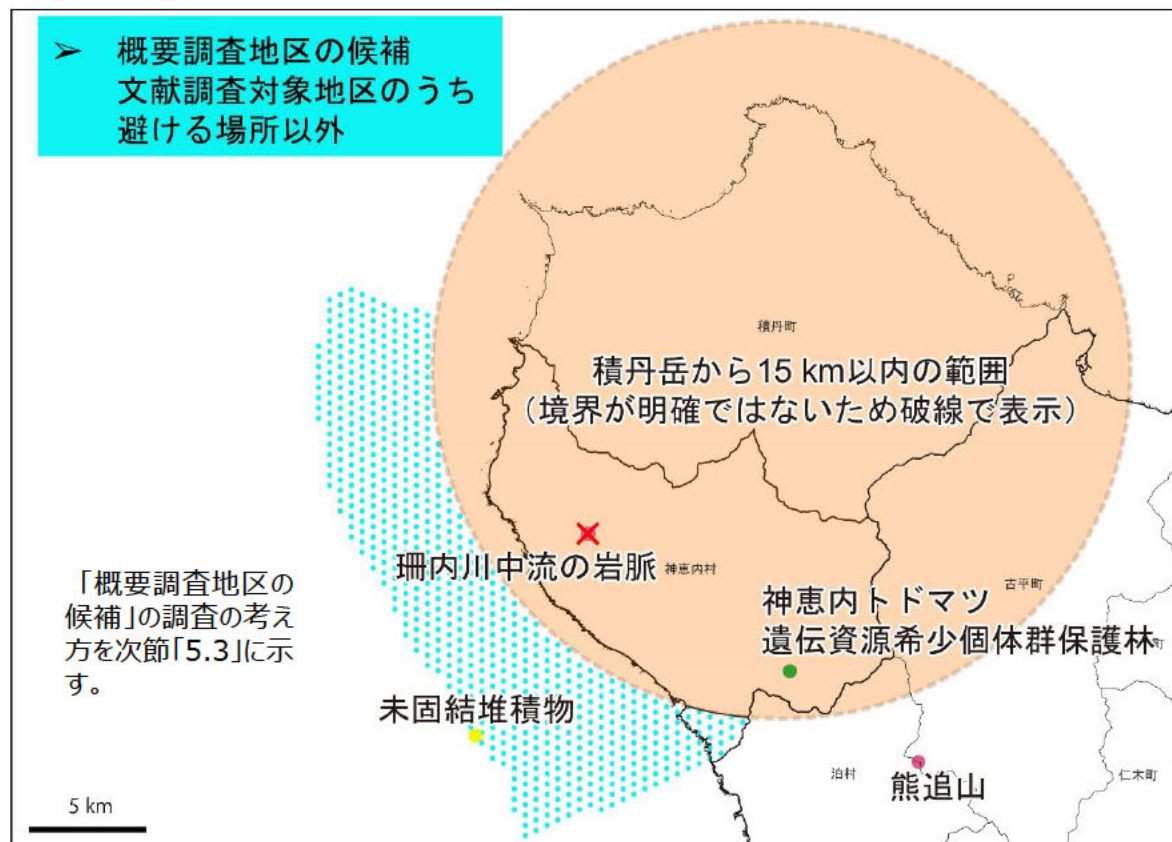 ➢ 概要調査地区の候補
文献調査対象地区のうち
避ける場所以外
積丹町
積丹岳から15 km以内の範囲
（境界が明確ではないため破線で表示）
珊内川中流の岩脈
神恵内村
古平町
神恵内トドマツ
遺伝資源希少個体群保護林
町
「概要調査地区の
候補」の調査の考え
方を次節「5.3」に示
す。
未固結堆積物
泊村
熊追山
仁木町
5 km